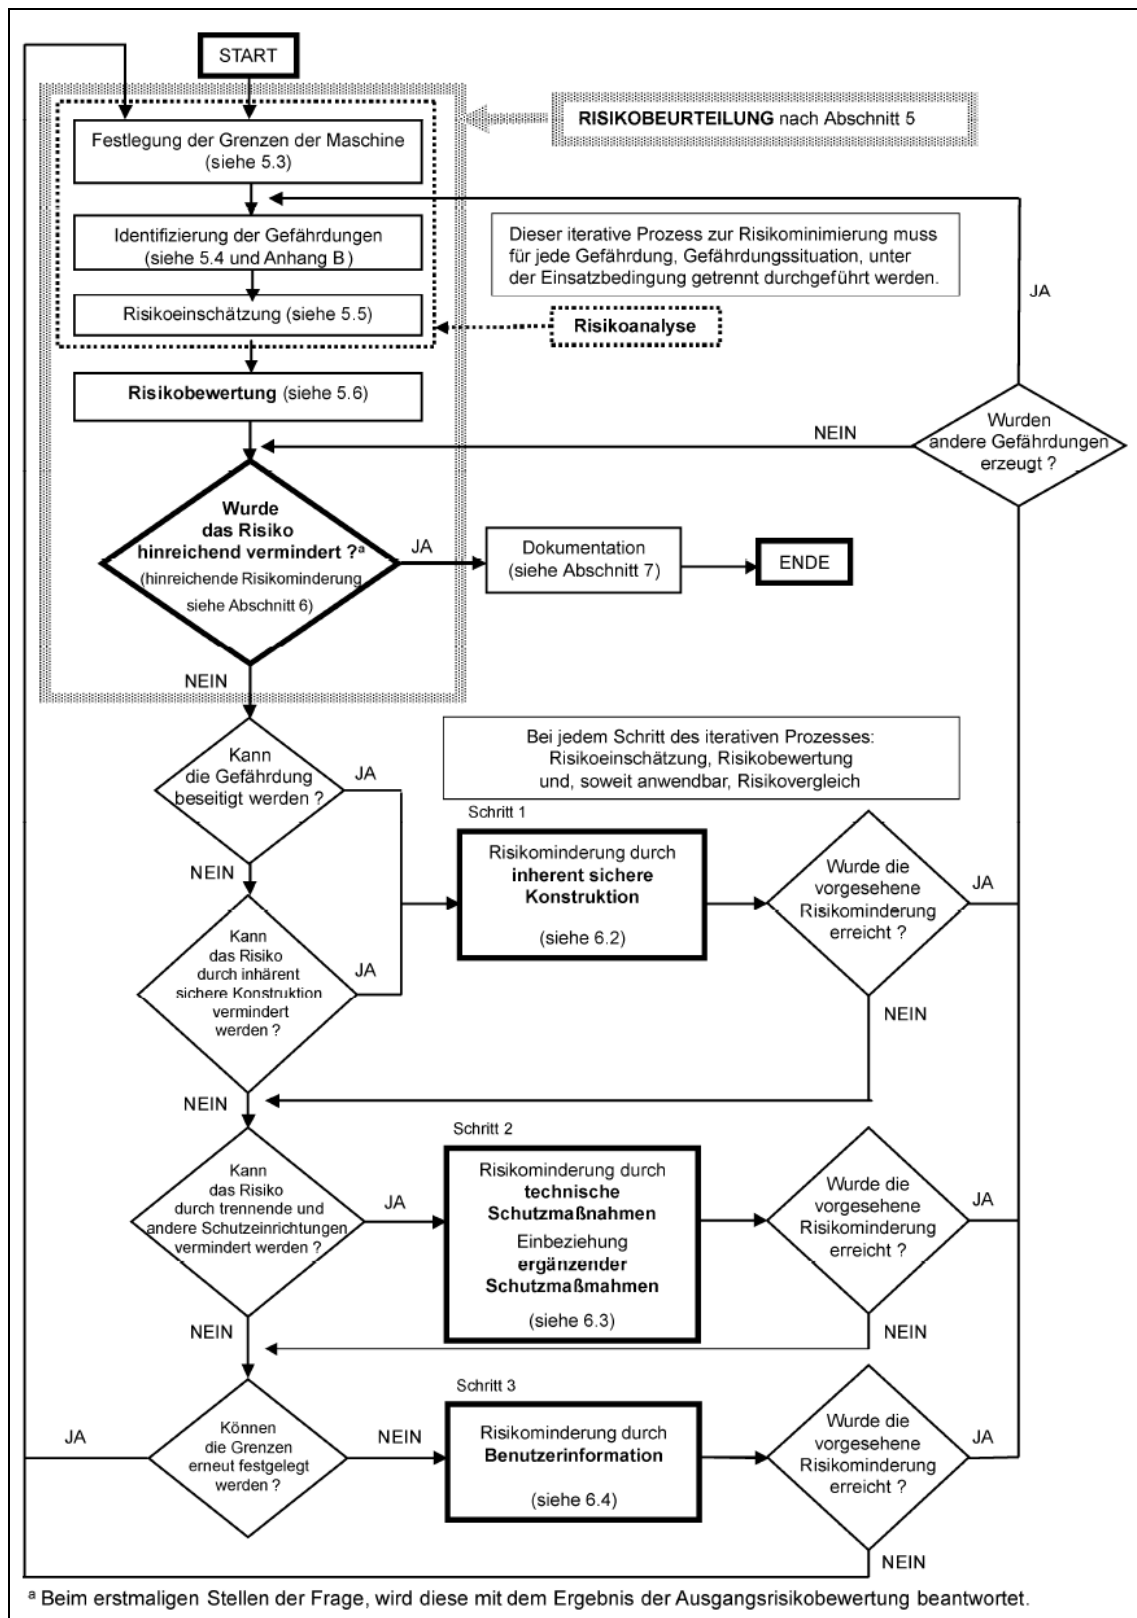 START
RISIKOBEURTEILUNG nach Abschnitt 5
Festlegung der Grenzen der Maschine
(siehe 5.3)
Identifizierung der Gefährdungen
(siehe 5.4 und Anhang B)
Dieser iterative Prozess zur Risikominimierung muss
für jede Gefährdung, Gefährdungssituation, unter
der Einsatzbedingung getrennt durchgeführt werden.
JA
Risikoeinschätzung (siehe 5.5)
Risikoanalyse
Risikobewertung (siehe 5.6)
NEIN
Wurden
andere Gefährdungen
erzeugt ?
Wurde
das Risiko
hinreichend vermindert ?ª
(hinreichende Risikominderung
siehe Abschnitt 6)
JA
Dokumentation
(siehe Abschnitt 7)
ENDE
NEIN
Kann
die Gefährdung
beseitigt werden ?
JA
Bei jedem Schritt des iterativen Prozesses:
Risikoeinschätzung, Risikobewertung
und, soweit anwendbar, Risikovergleich
NEIN
Schritt 1
Risikominderung durch
inherent sichere
Konstruktion
(siehe 6.2)
Wurde die
vorgesehene
Risikominderung
erreicht ?
JA
Kann
das Risiko
durch inhärent
sichere Konstruktion
vermindert
werden ?
JA
NEIN
NEIN
Schritt 2
Kann
das Risiko
durch trennende und
andere Schutzeinrichtungen
vermindert werden ?
JA
Risikominderung durch
technische
Schutzmaßnahmen
Einbeziehung
ergänzender
Schutzmaßmahmen
(siehe 6.3)
Wurde die
vorgesehene
Risikominderung
erreicht ?
JA
NEIN
NEIN
Schritt 3
JA
Können
die Grenzen
erneut festgelegt
werden ?
NEIN
Risikominderung durch
Benutzerinformation
(siehe 6.4)
Wurde die
vorgesehene
Risikominderung
erreicht ?
JA
NEIN
ª Beim erstmaligen Stellen der Frage, wird diese mit dem Ergebnis der Ausgangsrisikobewertung beantwortet.